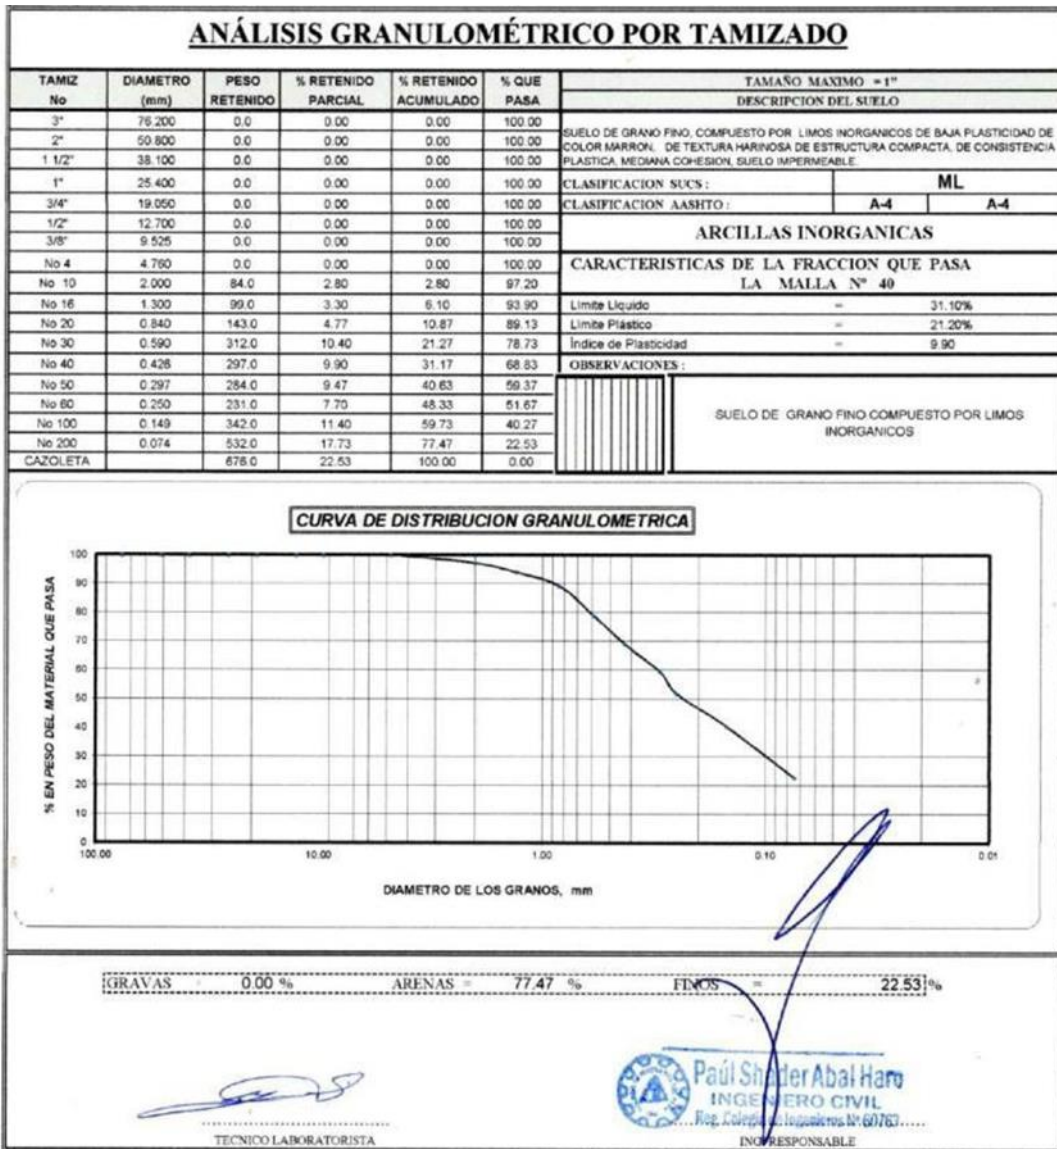 ANÁLISIS GRANULOMÉTRICO POR TAMIZADO
TAMIZ No DIAMETRO (mm) PESO RETENIDO % RETENIDO PARCIAL % RETENIDO ACUMULADO % QUE PASA
3" 76.200 0.0 0.00 0.00 100.00
2" 50.800 0.0 0.00 0.00 100.00
1 1/2" 38.100 0.0 0.00 0.00 100.00
1" 25.400 0.0 0.00 0.00 100.00
3/4" 19.050 0.0 0.00 0.00 100.00
1/2" 12.700 0.0 0.00 0.00 100.00
3/8" 9.525 0.0 0.00 0.00 100.00
No 4 4.760 0.0 0.00 0.00 100.00
No 10 2.000 84.0 2.80 2.80 97.20
No 16 1.300 99.0 3.30 6.10 93.90
No 20 0.840 143.0 4.77 10.87 89.13
No 30 0.590 312.0 10.40 21.27 78.73
No 40 0.426 297.0 9.90 31.17 68.83
No 50 0.297 284.0 9.47 40.63 59.37
No 60 0.250 231.0 7.70 48.33 51.67
No 100 0.149 342.0 11.40 59.73 40.27
No 200 0.074 532.0 17.73 77.47 22.53
CAZOLETA 676.0 22.53 100.00 0.00
TAMAÑO MAXIMO = 1"
DESCRIPCION DEL SUELO
SUELO DE GRANO FINO, COMPUESTO POR LIMOS INORGANICOS DE BAJA PLASTICIDAD DE
COLOR MARRON, DE TEXTURA HARINOSA DE ESTRUCTURA COMPACTA, DE CONSISTENCIA
PLASTICA, MEDIANA COHESION, SUELO IMPERMEABLE.
CLASIFICACION SUCS : ML
CLASIFICACION AASHTO : A-4 A-4
ARCILLAS INORGANICAS
CARACTERISTICAS DE LA FRACCION QUE PASA
LA MALLA Nº 40
Limite Liquido = 31.10%
Limite Plástico = 21.20%
Índice de Plasticidad = 9.90
OBSERVACIONES :
SUELO DE GRANO FINO COMPUESTO POR LIMOS
INORGANICOS
CURVA DE DISTRIBUCION GRANULOMETRICA
% EN PESO DEL MATERIAL QUE PASA
100
90
80
70
60
50
40
30
20
10
0
100.00 10.00 1.00 0.10 0.01
DIAMETRO DE LOS GRANOS, mm
GRAVAS = 0.00 % ARENAS = 77.47 % FINOS = 22.53 %
Paúl Shader Abal Haro
INGENIERO CIVIL
Reg. Colegio de Ingenieros Nº 60763
TECNICO LABORATORISTA
ING. RESPONSABLE